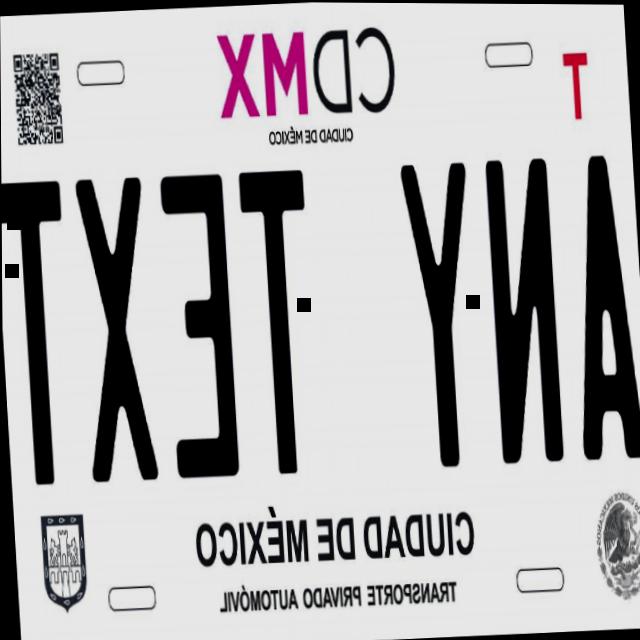 CDMX
T
CIUDAD DE MÉXICO
ANY TEXT
CIUDAD DE MÉXICO
TRANSPORTE PRIVADO AUTOMÓVIL